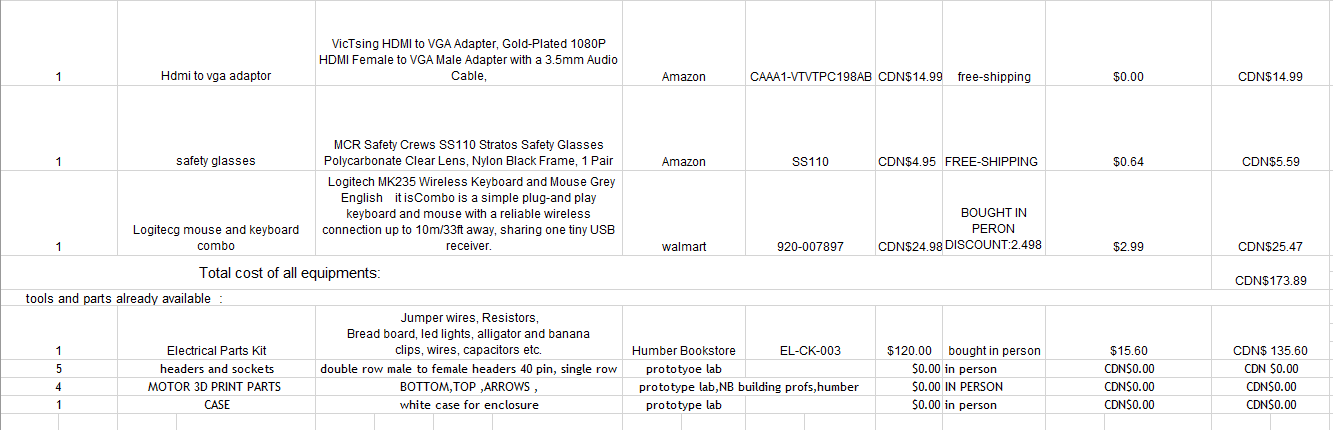 VicTsing HDMI to VGA Adapter, Gold-Plated 1080P
HDMI Female to VGA Male Adapter with a 3.5mm Audio
Cable,
1 Hdmi to vga adaptor Amazon CAAA1-VTVTPC198AB CDN$14.99 free-shipping $0.00 CDN$14.99
MCR Safety Crews SS110 Stratos Safety Glasses
Polycarbonate Clear Lens, Nylon Black Frame, 1 Pair
1 safety glasses Amazon SS110 CDN$4.95 FREE-SHIPPING $0.64 CDN$5.59
Logitech MK235 Wireless Keyboard and Mouse Grey
English it isCombo is a simple plug-and play
keyboard and mouse with a reliable wireless
connection up to 10m/33ft away, sharing one tiny USB
receiver.
1 Logitecg mouse and keyboard
combo
walmart 920-007897 CDN$24.98
BOUGHT IN
PERON
DISCOUNT:2.498
$2.99 CDN$25.47
Total cost of all equipments:
CDN$173.89
tools and parts already available :
Jumper wires, Resistors,
Bread board, led lights, alligator and banana
clips, wires, capacitors etc.
1 Electrical Parts Kit Humber Bookstore EL-CK-003 $120.00 bought in person $15.60 CDN$ 135.60
5 headers and sockets double row male to female headers 40 pin, single row prototyoe lab $0.00 in person CDN$0.00 CDN $0.00
4 MOTOR 3D PRINT PARTS BOTTOM,TOP ,ARROWS , prototype lab,NB building profs,humber $0.00 IN PERSON CDN$0.00 CDN$0.00
1 CASE white case for enclosure prototype lab $0.00 in person CDN$0.00 CDN$0.00